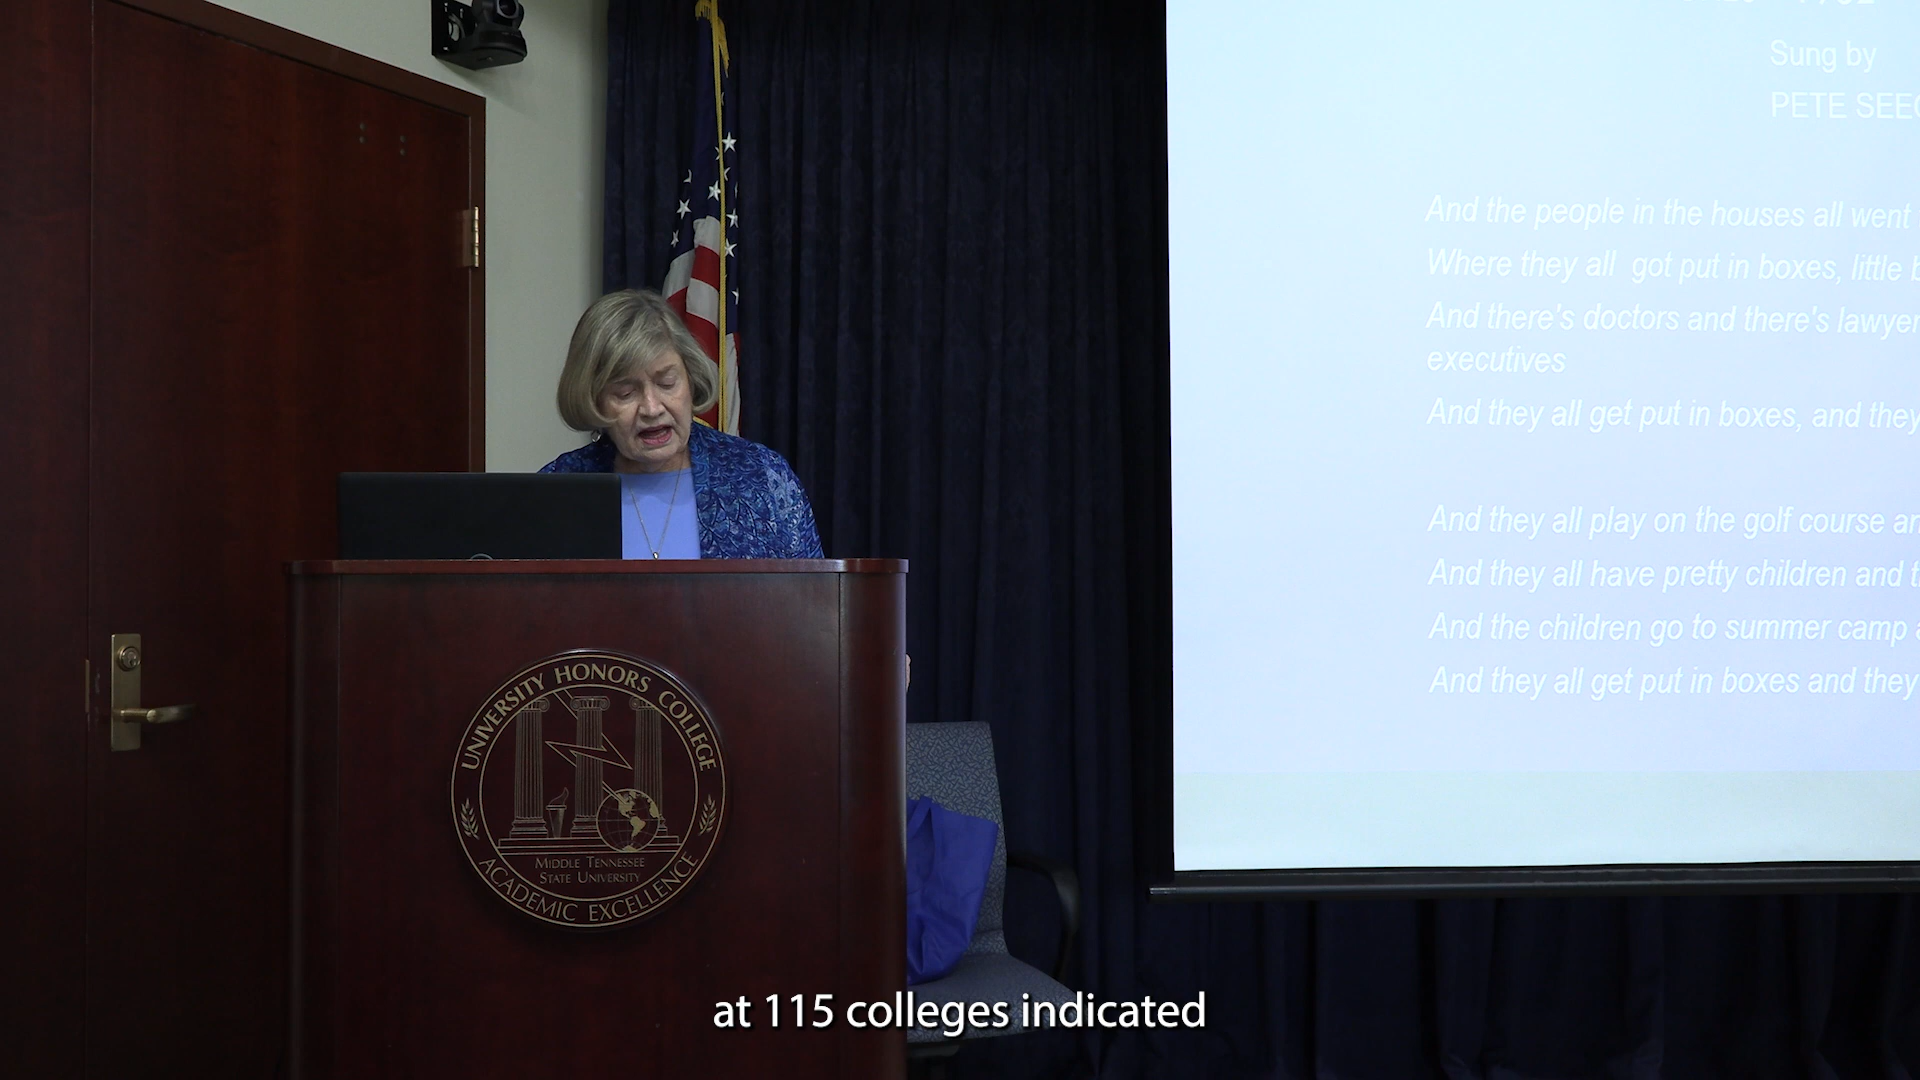 Sung by
PETE SEEG
And the people in the houses all went
Where they all got put in boxes, little b
And there's doctors and there's lawyer
executives
And they all get put in boxes, and they
And they all play on the golf course an
And they all have pretty children and t
And the children go to summer camp a
And they all get put in boxes and they
UNIVERSITY HONORS COLLEGE
MIDDLE TENNESSEE
STATE UNIVERSITY
ACADEMIC EXCELLENCE
at 115 colleges indicated